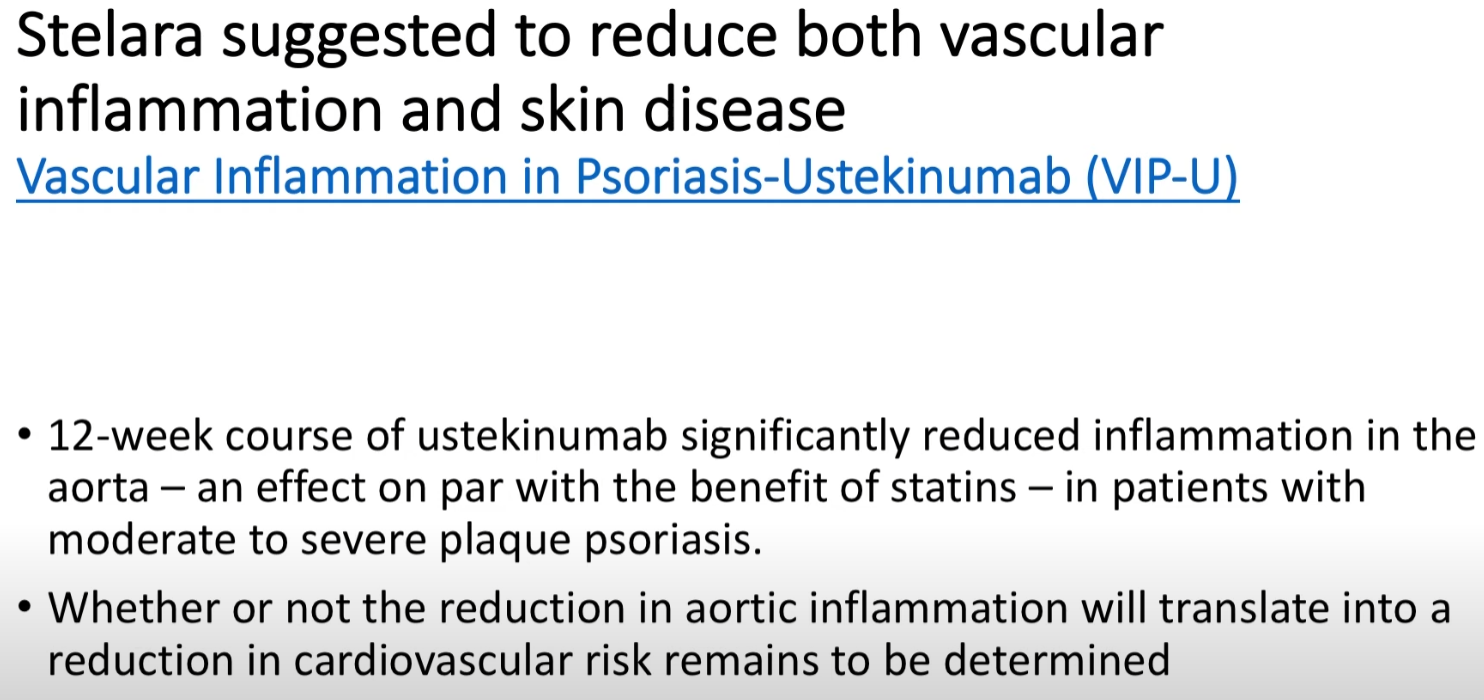 Stelara suggested to reduce both vascular
inflammation and skin disease
Vascular Inflammation in Psoriasis-Ustekinumab (VIP-U)
• 12-week course of ustekinumab significantly reduced inflammation in the
aorta – an effect on par with the benefit of statins – in patients with
moderate to severe plaque psoriasis.
• Whether or not the reduction in aortic inflammation will translate into a
reduction in cardiovascular risk remains to be determined